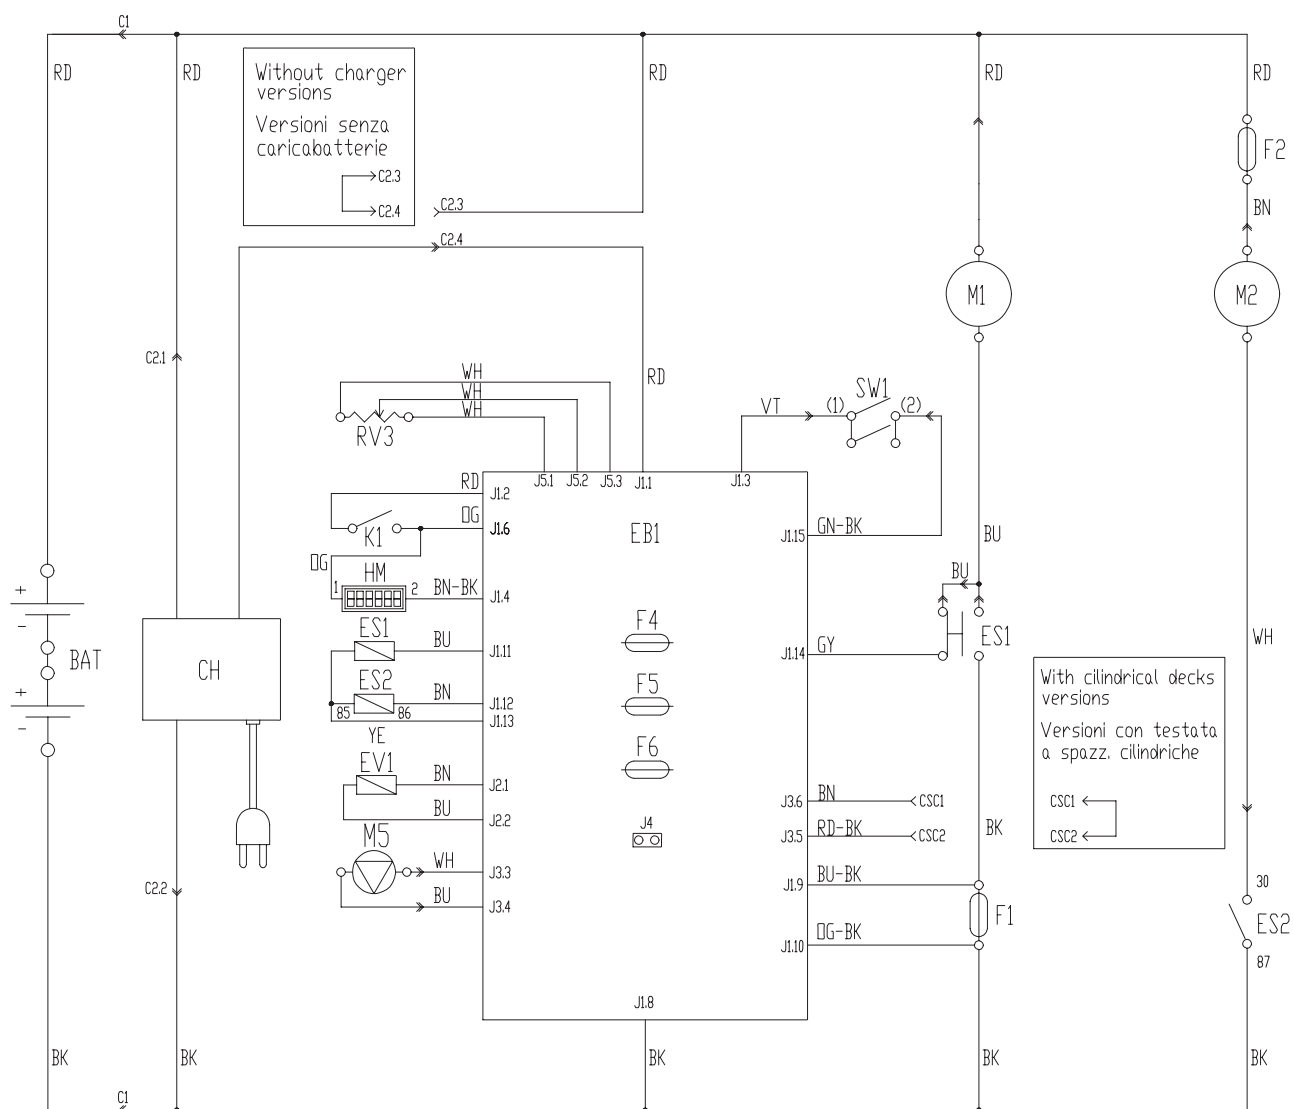 C1
RD
RD
RD
RD
RD
Without charger
versions
Versioni senza
caricabatterie
C2.3
C2.4
C2.3
C2.4
F2
BN
M1
M2
C2.1
WH
WH
WH
RV3
RD
VT
(1)
SW1
(2)
J5.1
J5.2
J5.3
J1.1
J1.3
RD
J1.2
OG
J1.6
K1
OG
EB1
GN-BK
J1.15
BU
HM
1
2
BN-BK
J1.4
BU
ES1
BU
J1.11
F4
GY
J1.14
ES1
WH
+
-
BAT
+
-
CH
ES2
85
86
BN
J1.12
J1.13
F5
With cilindrical decks
versions
Versioni con testata
a spazz. cilindriche
CSC1
CSC2
YE
EV1
BN
J2.1
BU
J2.2
F6
J4
BN
J3.6
CSC1
RD-BK
J3.5
CSC2
BK
M5
WH
J3.3
BU
J3.4
BU-BK
J1.9
F1
OG-BK
J1.10
30
ES2
87
C2.2
J1.8
BK
BK
BK
BK
BK
C1